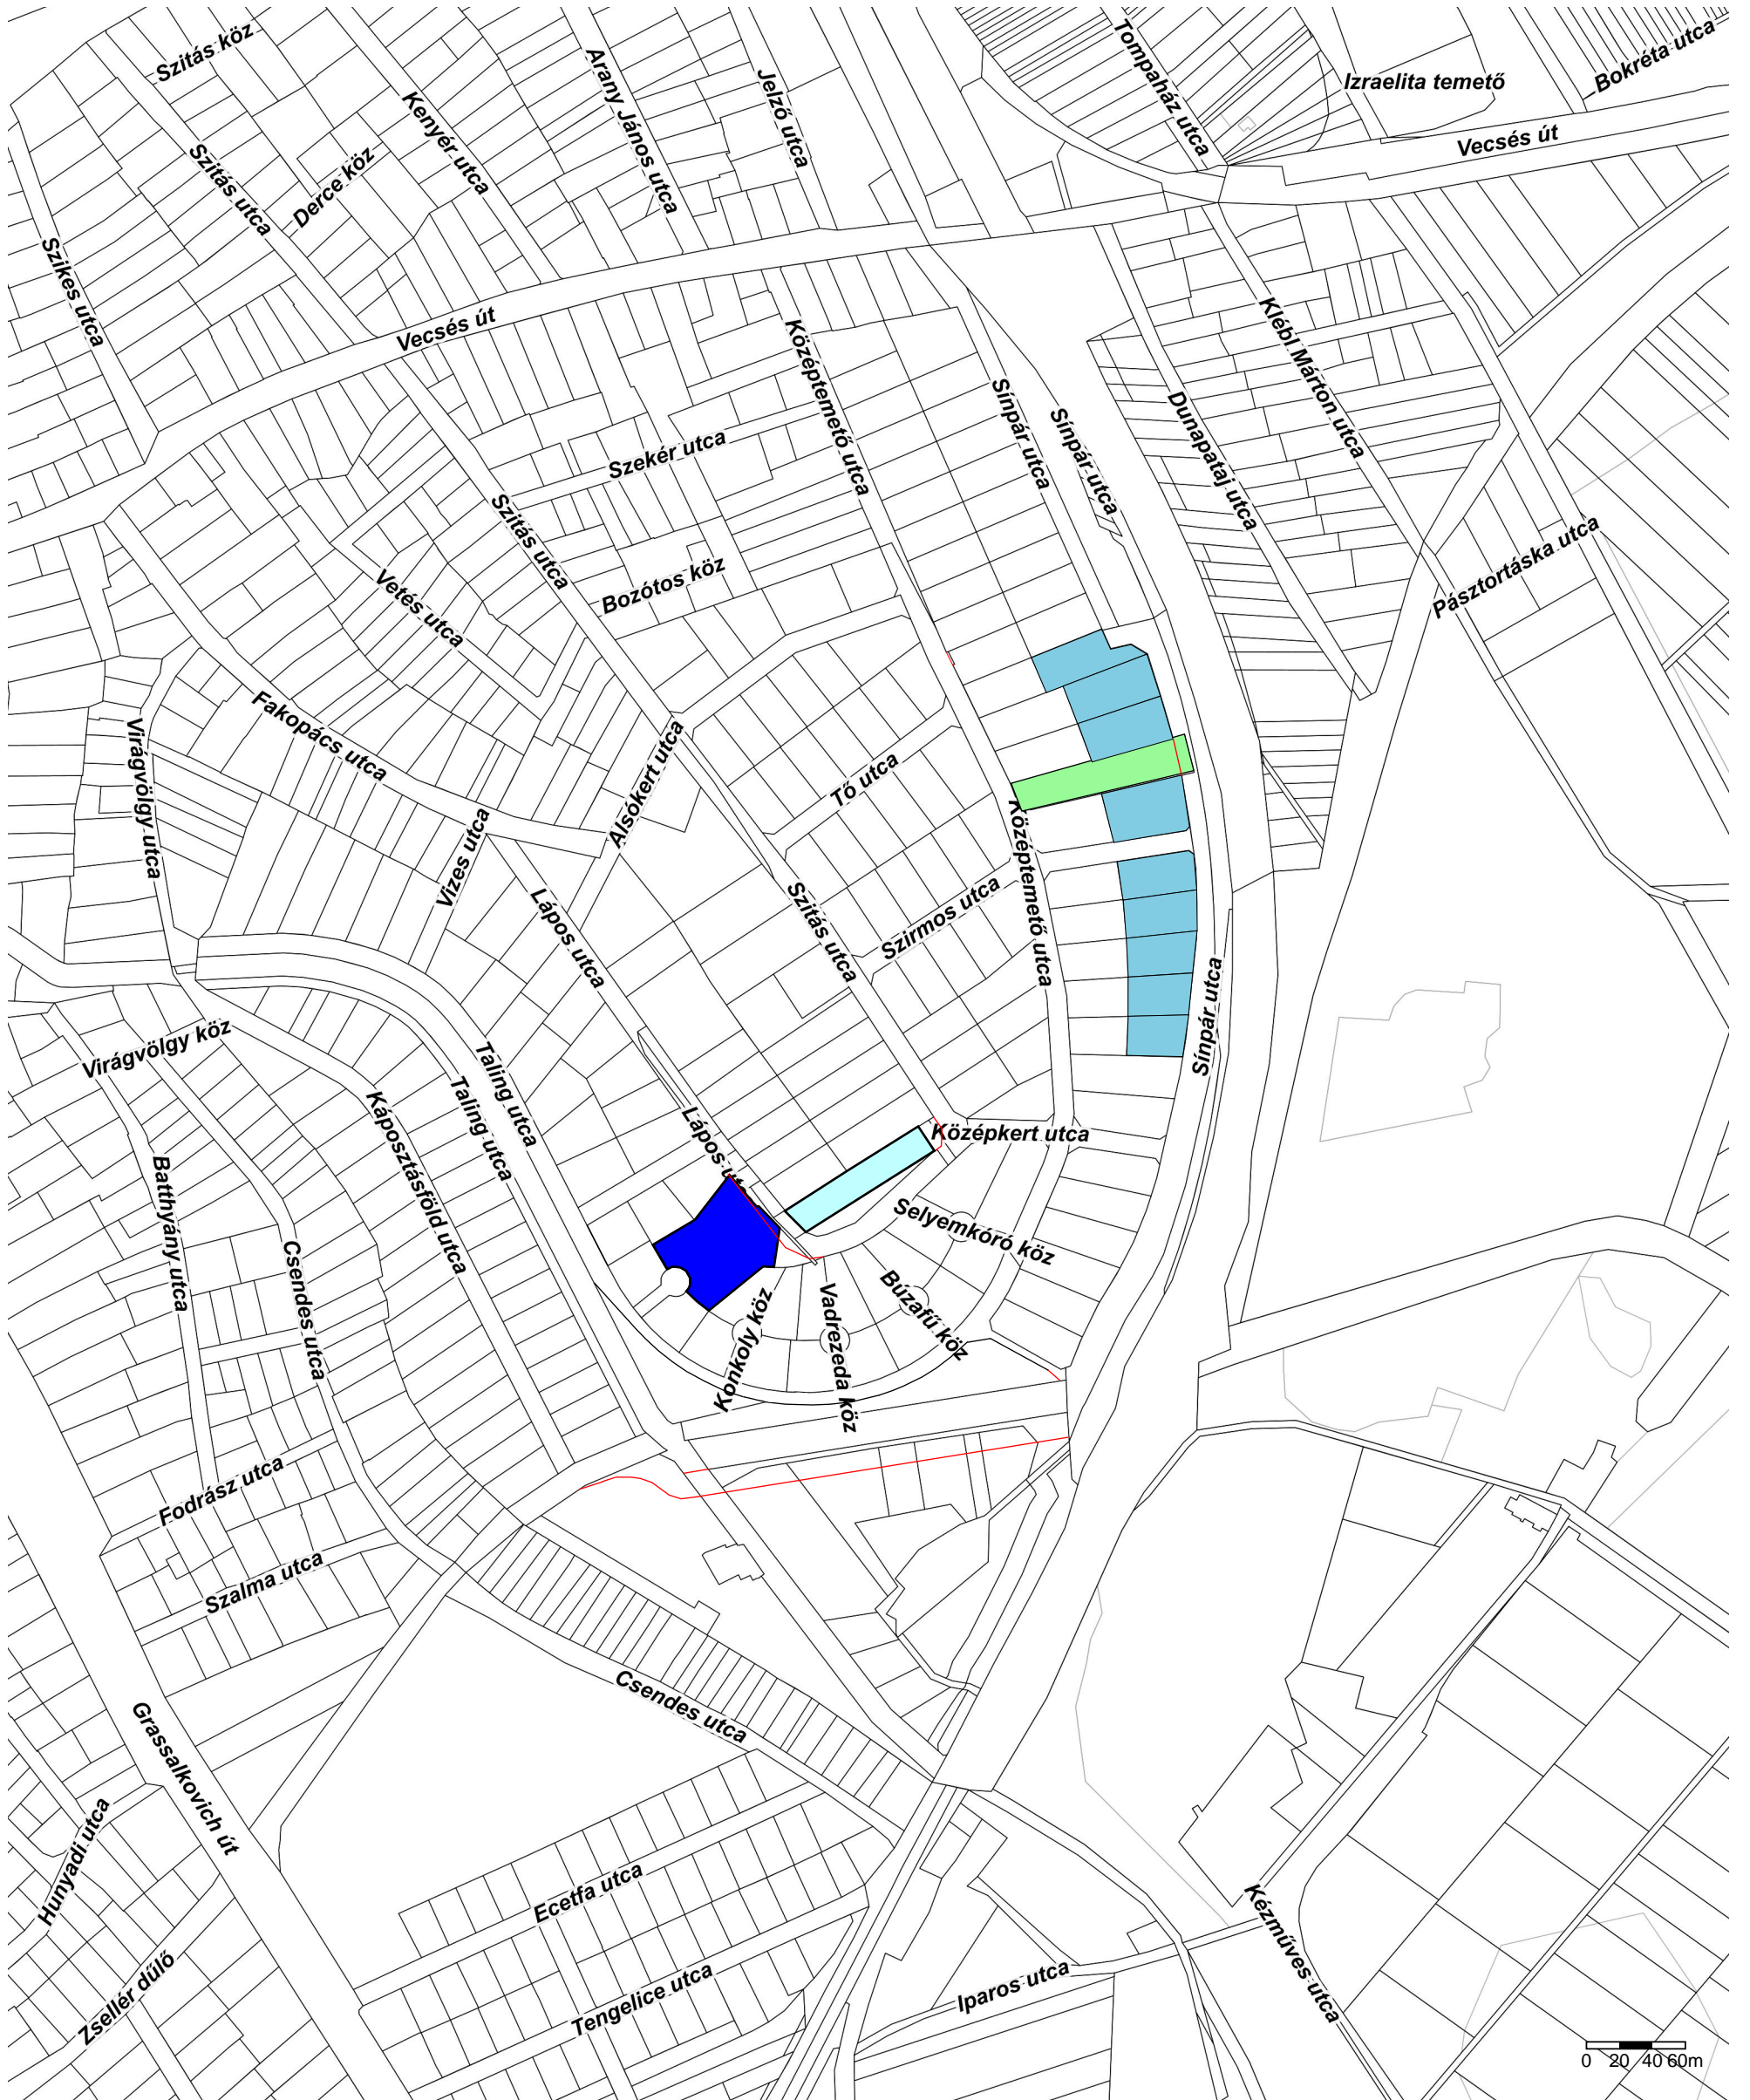 Szitás köz
Arany János utca
Jelző utca
Tompaház utca
Izraelita temető
Bokréta utca
Kenyér utca
Vecsés út
Szitás utca
Derce köz
Szikes utca
Vecsés út
Klébl Márton utca
Középtemető utca
Sínpár utca
Sínpár utca
Dunapataj utca
Szekér utca
Szitás utca
Bozótos köz
Pásztortáska utca
Vetés utca
Fakopács utca
Virágvölgy utca
Alsókert utca
Tő utca
Vizes utca
Középtemető utca
Lápos utca
Szitás utca
Szirmos utca
Sínpár utca
Virágvölgy köz
Taling utca
Taling utca
Káposztásföld utca
Lápos utca
Középkert utca
Batthyány utca
Selyemkóró köz
Csendes utca
Búzafű köz
Konkoly köz
Vadrezeda köz
Fodrász utca
Szalma utca
Csendes utca
Grassalkovich út
Hunyadi utca
Ecetfa utca
Kézműves utca
Zsellér dűlő
Tengelice utca
Iparos utca
0 20 40 60m